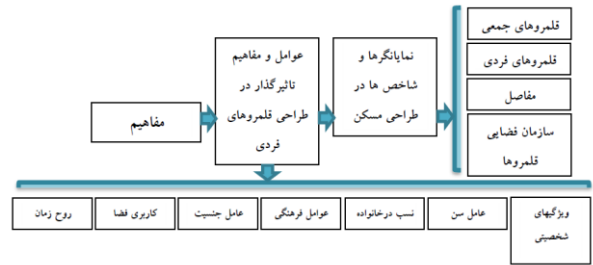 مفاهیم
عوامل و مفاهیم
تاثیرگذار در
طراحی قلمروهای
فردی
نمایانگرها و
شاخص ها در
طراحی مسکن
قلمروهای جمعی
قلمروهای فردی
مفاصل
سازمان فضایی
قلمروها
ویژگیهای
شخصیتی
عامل سن
نسب درخانواده
عوامل فرهنگی
عامل جنسیت
کاربری فضا
روح زمان